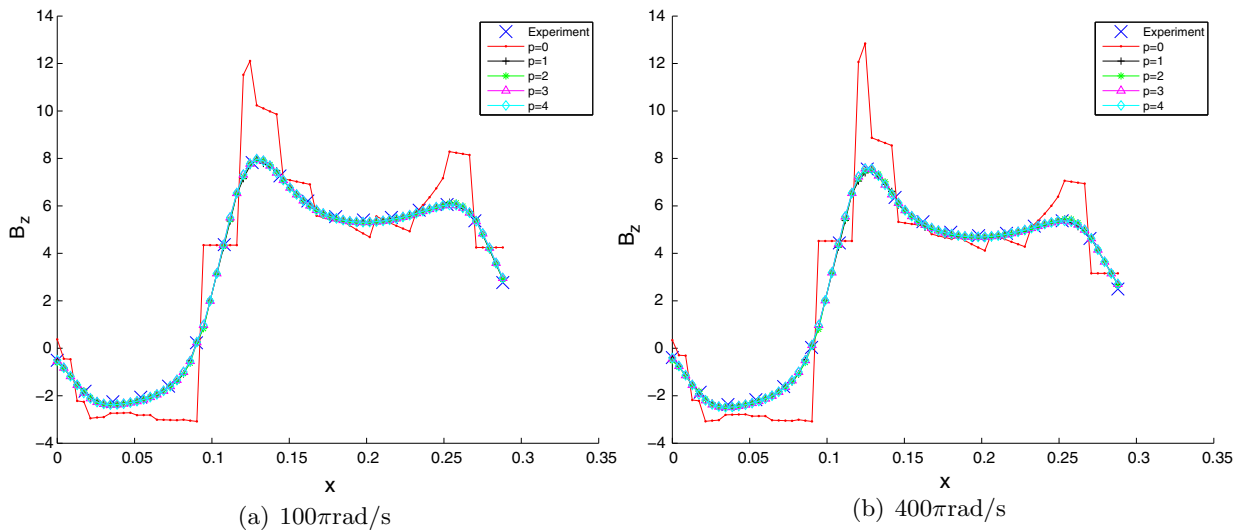 14
12
10
8
6
4
2
0
−2
−4
B_z
0
0.05
0.1
0.15
0.2
0.25
0.3
0.35
x
Experiment
p=0
p=1
p=2
p=3
p=4
(a) 100πrad/s
14
12
10
8
6
4
2
0
−2
−4
B_z
0
0.05
0.1
0.15
0.2
0.25
0.3
0.35
x
Experiment
p=0
p=1
p=2
p=3
p=4
(b) 400πrad/s